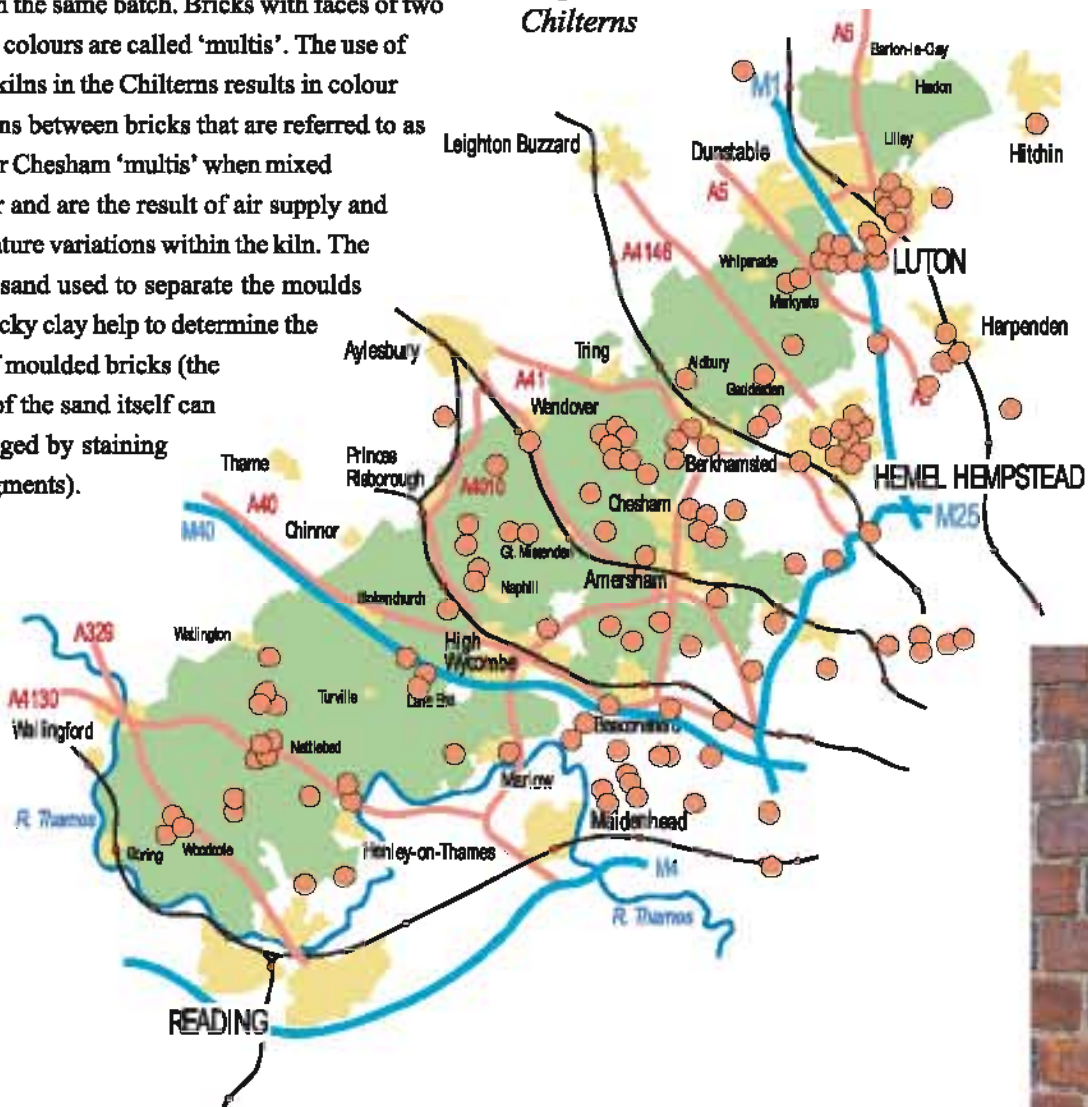 the same batch. Bricks with faces of two
colours are called ‘multis’. The use of
kilns in the Chilterns results in colour
between bricks that are referred to as
Chesham ‘multis’ when mixed
and are the result of air supply and
variations within the kiln. The
sand used to separate the moulds
clay help to determine the
moulded bricks (the
of the sand itself can
by staining
Chilterns
A6
Barton-le-Clay
M1
Hexton
Lilley
Hitchin
Leighton Buzzard
Dunstable
A5
A4146
Whipsnade
LUTON
Markyate
Harpenden
Aylesbury
Tring
Aldbury
A41
Gaddesden
A5
Wendover
Thame
Princes
Risborough
A4010
Berkhamsted
HEMEL HEMPSTEAD
A40
M40
Chinnor
Chesham
M25
Gt. Missenden
Amersham
Naphill
Stokenchurch
A329
Watlington
High
Wycombe
A4130
Turville
Lane End
Wallingford
Beaconsfield
Nettlebed
Marlow
R. Thames
Maidenhead
Goring
Woodcote
Henley-on-Thames
M4
R. Thames
READING